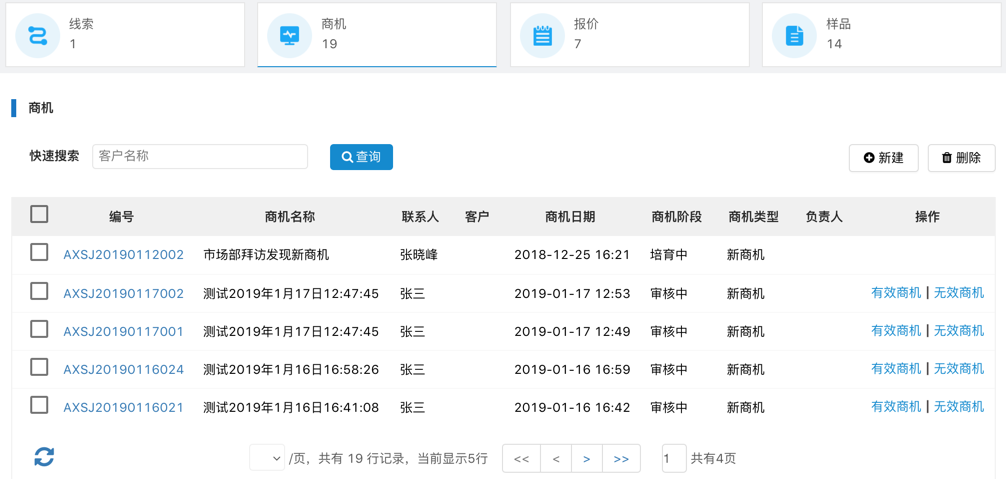 线索 商机 报价 样品
1 19 7 14
商机
快速搜索 客户名称 查询 新建 删除
编号 商机名称 联系人 客户 商机日期 商机阶段 商机类型 负责人 操作
AXSJ20190112002 市场部拜访发现新商机 张晓峰 2018-12-25 16:21 培育中 新商机
AXSJ20190117002 测试2019年1月17日12:47:45 张三 2019-01-17 12:53 审核中 新商机 有效商机 | 无效商机
AXSJ20190117001 测试2019年1月17日12:47:45 张三 2019-01-17 12:49 审核中 新商机 有效商机 | 无效商机
AXSJ20190116024 测试2019年1月16日16:58:26 张三 2019-01-16 16:59 审核中 新商机 有效商机 | 无效商机
AXSJ20190116021 测试2019年1月16日16:41:08 张三 2019-01-16 16:42 审核中 新商机 有效商机 | 无效商机
/页，共有 19 行记录，当前显示5行 << < > >> 1 共有4页